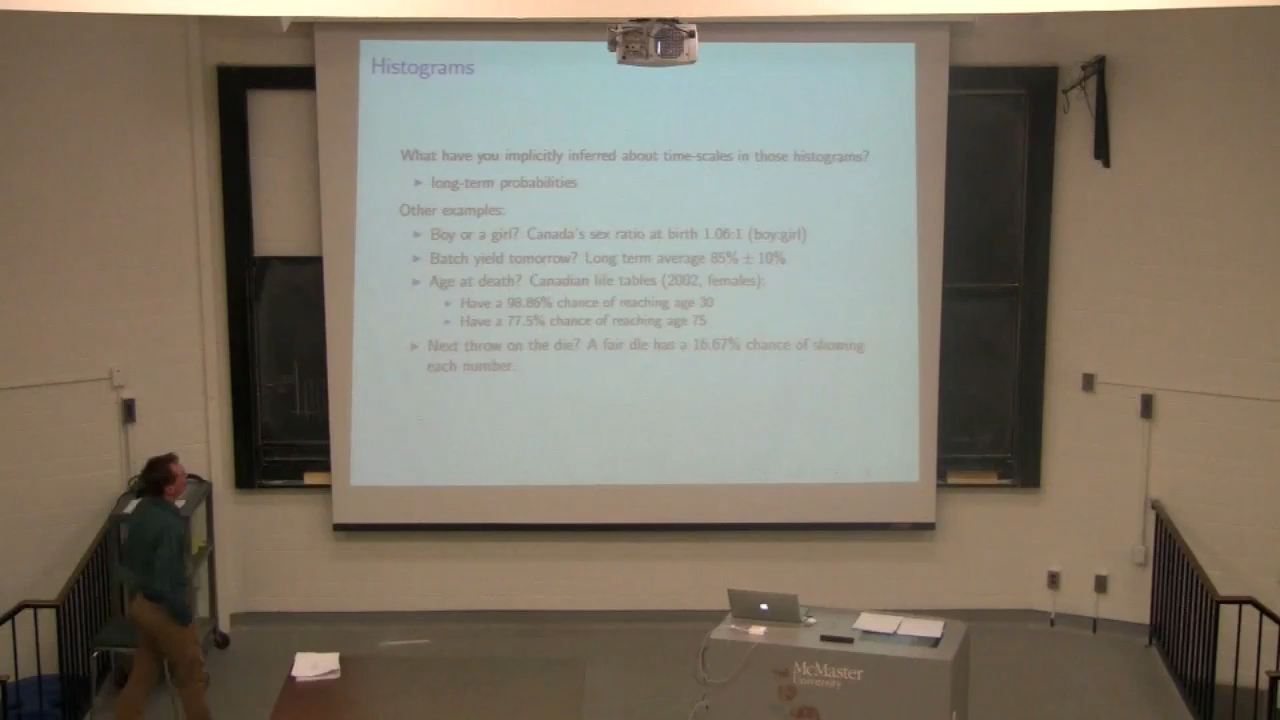 Histograms
What have you implicitly inferred about time-scales in those histograms?
► long-term probabilities
Other examples:
► Boy or a girl? Canada's sex ratio at birth 1.06:1 (boy:girl)
► Batch yield tomorrow? Long term average 85% ± 10%
► Age at death? Canadian life tables (2002, females):
► Have a 98.86% chance of reaching age 30
► Have a 77.5% chance of reaching age 75
► Next throw on the die? A fair die has a 16.67% chance of showing
each number.
McMaster
University